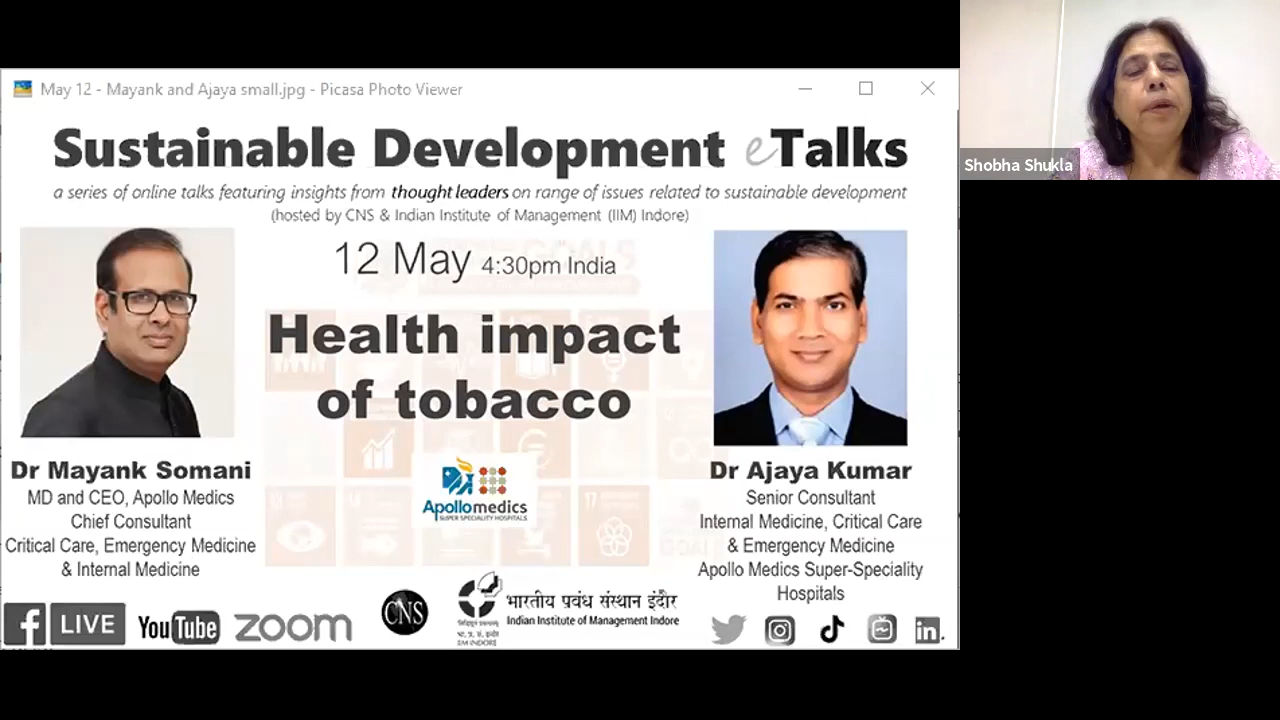 May 12 - Mayank and Ajaya small.jpg - Picasa Photo Viewer
Shobha Shukla
Sustainable Development eTalks
a series of online talks featuring insights from thought leaders on range of issues related to sustainable development
(hosted by CNS & Indian Institute of Management (IIM) Indore)
12 May 4:30pm India
Health impact
of tobacco
Dr Mayank Somani
MD and CEO, Apollo Medics
Chief Consultant
Critical Care, Emergency Medicine
& Internal Medicine
Apollomedics
SUPER SPECIALITY HOSPITALS
Dr Ajaya Kumar
Senior Consultant
Internal Medicine, Critical Care
& Emergency Medicine
Apollo Medics Super-Speciality
Hospitals
LIVE
YouTube
zoom
CNS
भारतीय प्रबंध संस्थान इंदौर
Indian Institute of Management Indore
भा. प्र. सं. इन्दौर
IIM INDORE
in.